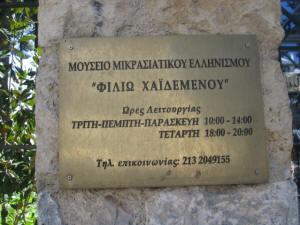 ΜΟΥΣΕΙΟ ΜΙΚΡΑΣΙΑΤΙΚΟΥ ΕΛΛΗΝΙΣΜΟΥ
"ΦΙΛΙΩ ΧΑΪΔΕΜΕΝΟΥ"
Ώρες Λειτουργίας
ΤΡΙΤΗ-ΠΕΜΠΤΗ-ΠΑΡΑΣΚΕΥΗ 10:00 - 14:00
ΤΕΤΑΡΤΗ 18:00 - 20:00
Τηλ. επικοινωνίας: 213 2049155